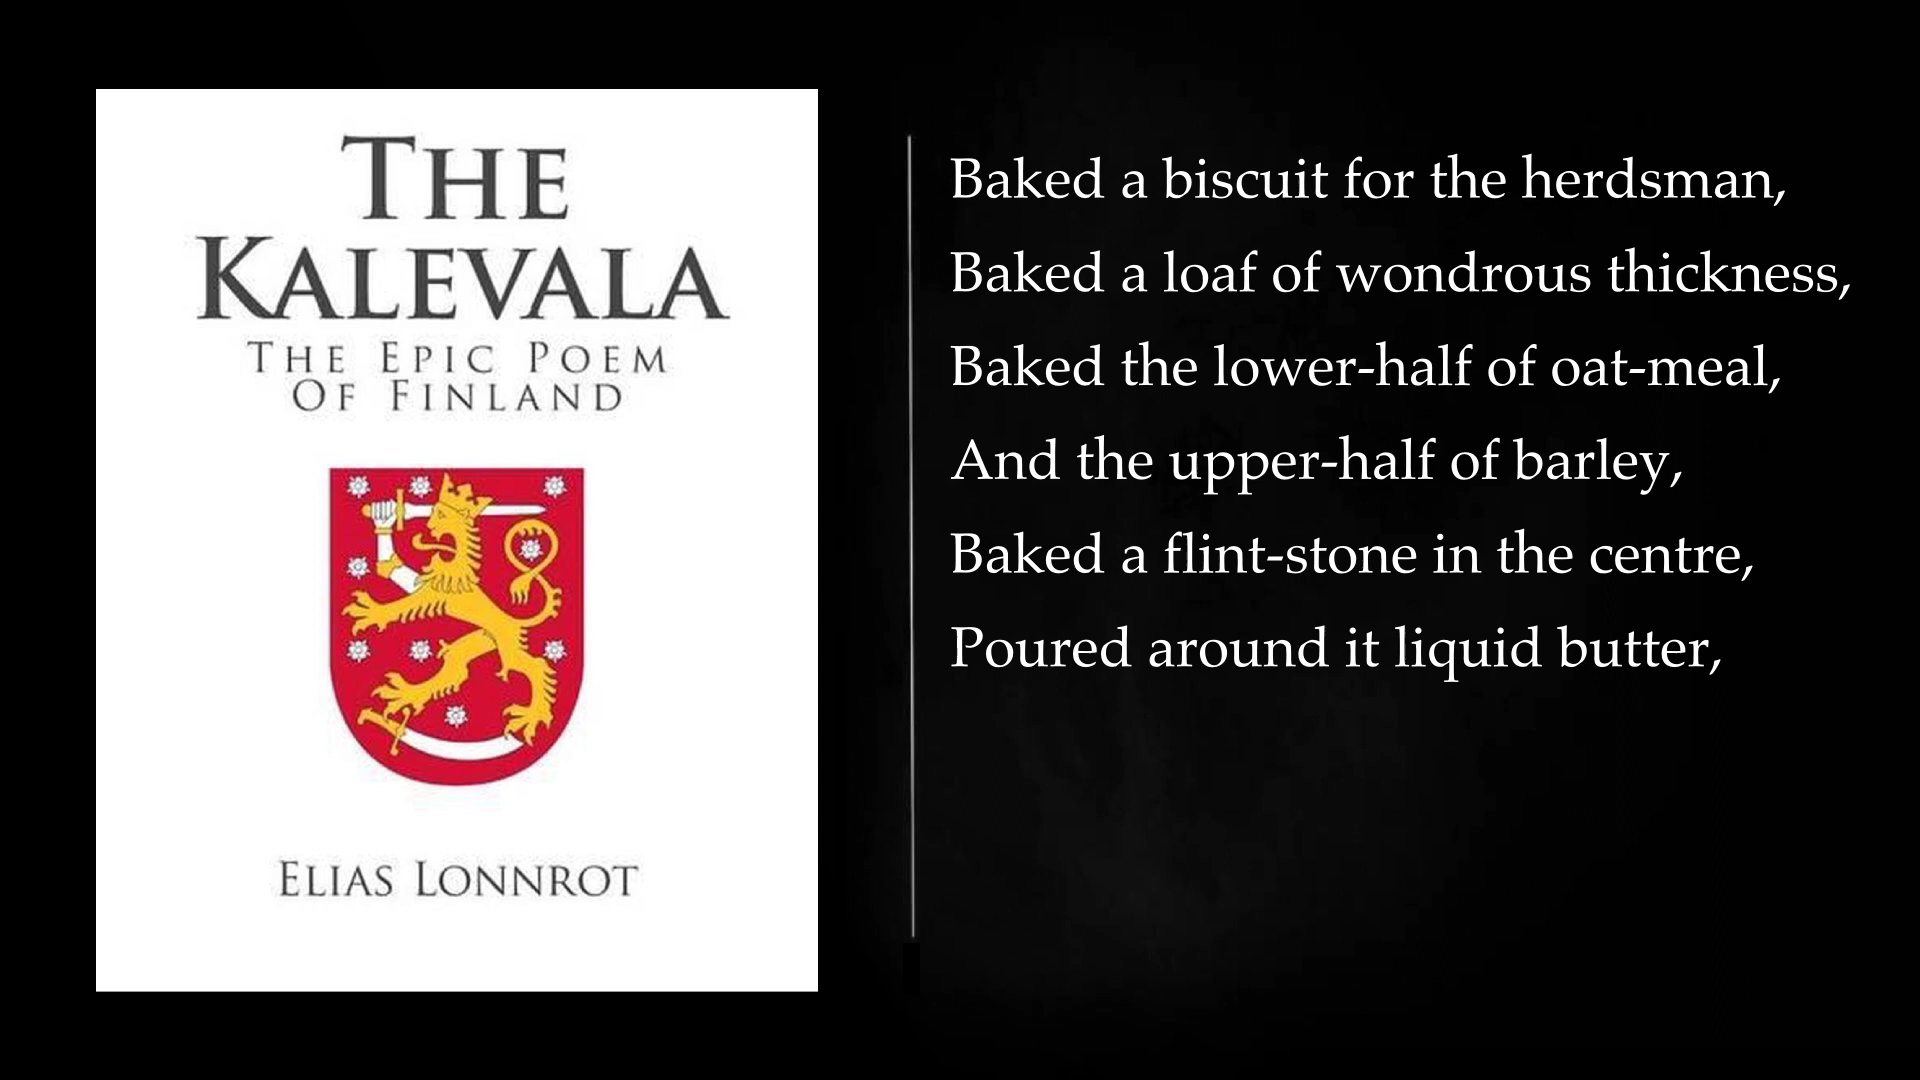 THE
KALEVALA
THE EPIC POEM
OF FINLAND
ELIAS LONNROT
Baked a biscuit for the herdsman,
Baked a loaf of wondrous thickness,
Baked the lower-half of oat-meal,
And the upper-half of barley,
Baked a flint-stone in the centre,
Poured around it liquid butter,